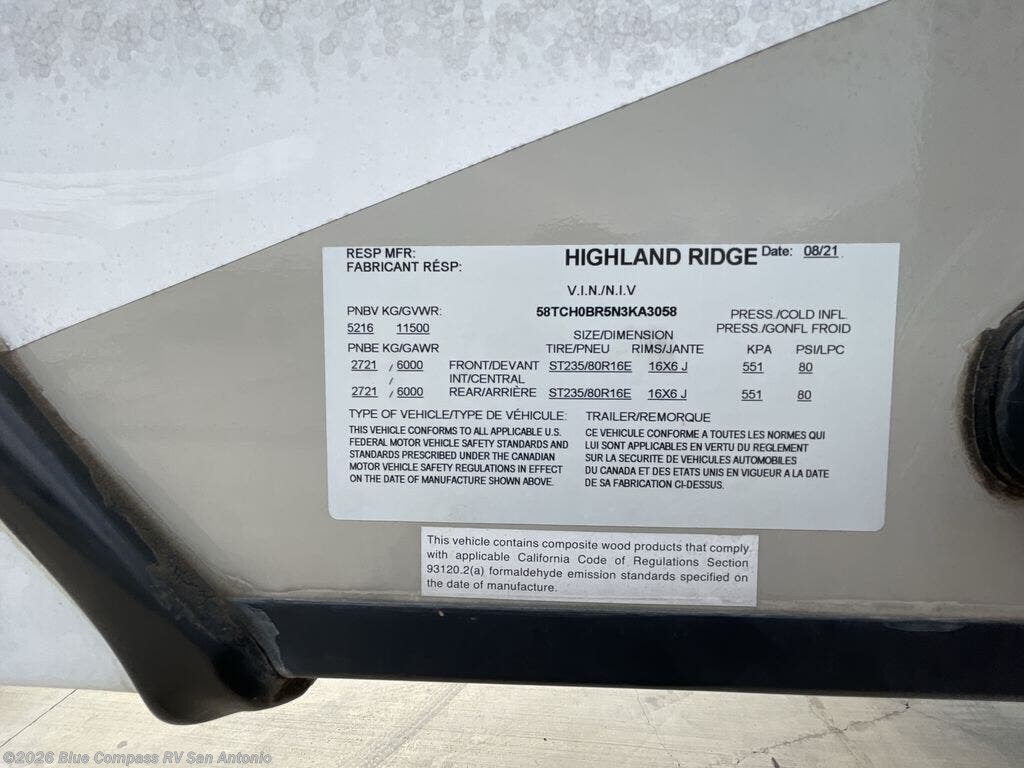 RESP MFR: HIGHLAND RIDGE Date: 08/21
FABRICANT RÉSP:
V.I.N./N.I.V
PNBV KG/GVWR: 58TCH0BR5N3KA3058 PRESS./COLD INFL.
5216 11500 SIZE/DIMENSION PRESS./GONFL FROID
PNBE KG/GAWR TIRE/PNEU RIMS/JANTE KPA PSI/LPC
2721 / 6000 FRONT/DEVANT ST235/80R16E 16X6 J 551 80
/ INT/CENTRAL
2721 / 6000 REAR/ARRIÈRE ST235/80R16E 16X6 J 551 80
TYPE OF VEHICLE/TYPE DE VÉHICULE: TRAILER/REMORQUE
THIS VEHICLE CONFORMS TO ALL APPLICABLE U.S.
FEDERAL MOTOR VEHICLE SAFETY STANDARDS AND
STANDARDS PRESCRIBED UNDER THE CANADIAN
MOTOR VEHICLE SAFETY REGULATIONS IN EFFECT
ON THE DATE OF MANUFACTURE SHOWN ABOVE.
CE VEHICULE CONFORME A TOUTES LES NORMES QUI
LUI SONT APPLICABLES EN VERTU DU REGLEMENT
SUR LA SECURITE DE VEHICULES AUTOMOBILES
DU CANADA ET DES ETATS UNIS EN VIGUEUR A LA DATE
DE SA FABRICATION CI-DESSUS.
This vehicle contains composite wood products that comply
with applicable California Code of Regulations Section
93120.2(a) formaldehyde emission standards specified on
the date of manufacture.
©2026 Blue Compass RV San Antonio